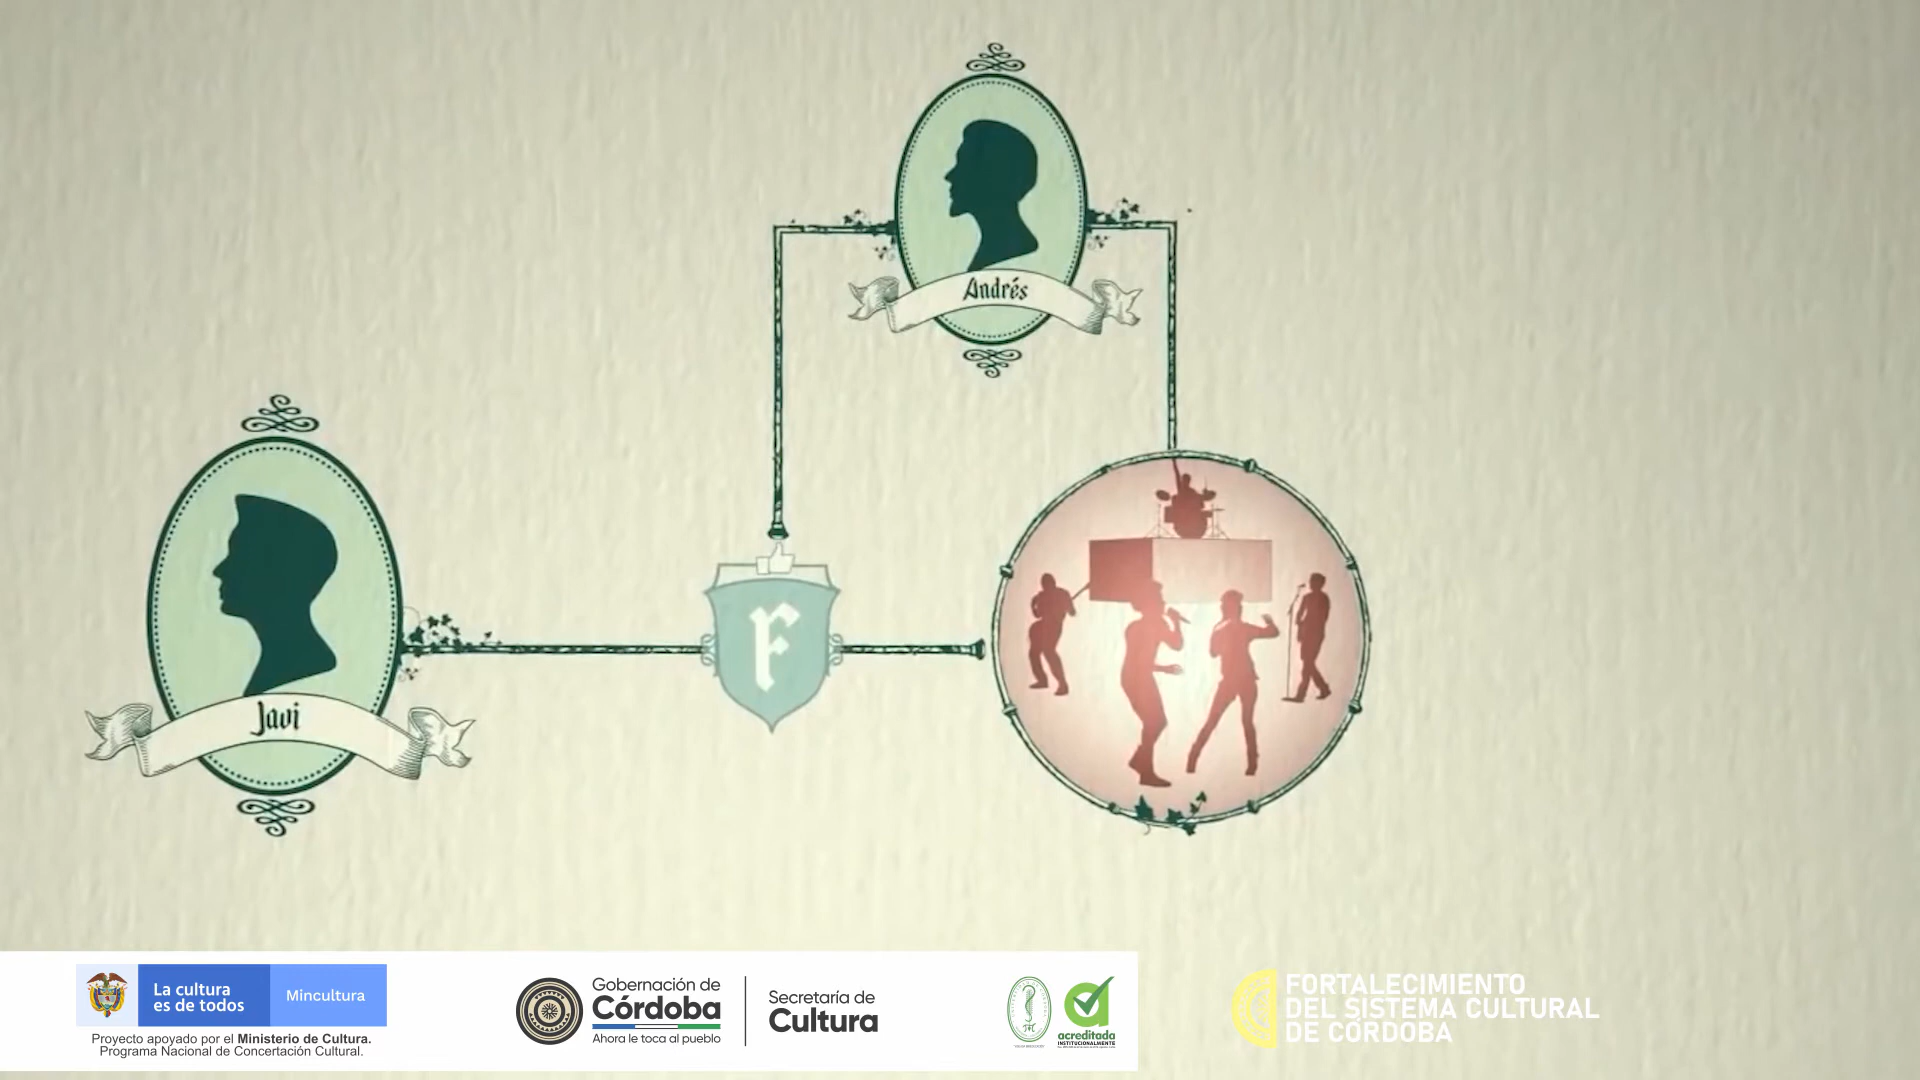 Andrés
Javi
F
La cultura
es de todos
Mincultura
Proyecto apoyado por el Ministerio de Cultura.
Programa Nacional de Concertación Cultural.
Gobernación de
Córdoba
Ahora le toca al pueblo
Secretaría de
Cultura
acreditada
INSTITUCIONALMENTE
FORTALECIMIENTO
DEL SISTEMA CULTURAL
DE CÓRDOBA